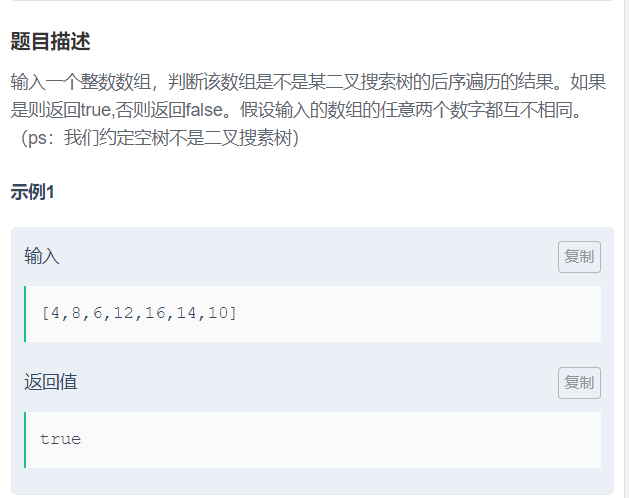 题目描述
输入一个整数数组，判断该数组是不是某二叉搜索树的后序遍历的结果。如果
是则返回true,否则返回false。假设输入的数组的任意两个数字都互不相同。
（ps：我们约定空树不是二叉搜素树）
示例1
输入
复制
[4,8,6,12,16,14,10]
返回值
复制
true